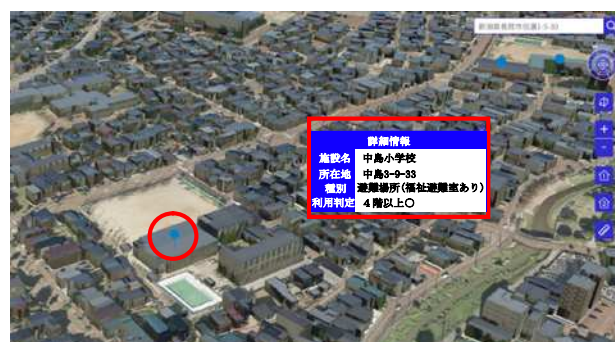 詳細情報
施設名 中島小学校
所在地 中島3-9-33
種別 避難場所(福祉避難室あり)
利用判定 4階以上〇